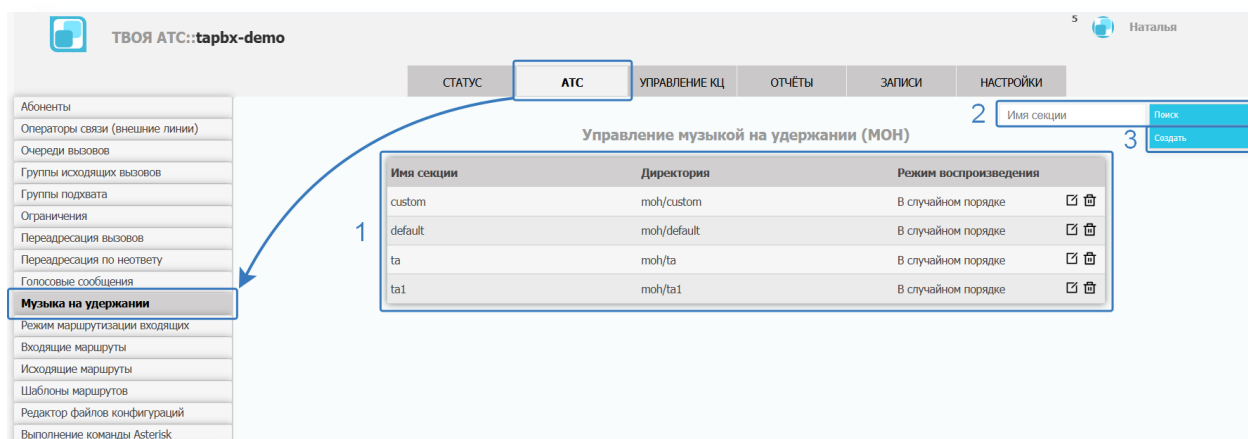 ТВОЯ АТС::tapbx-demo
5 Наталья
СТАТУС АТС УПРАВЛЕНИЕ КЦ ОТЧЁТЫ ЗАПИСИ НАСТРОЙКИ
Абоненты
Операторы связи (внешние линии)
Очереди вызовов
Группы исходящих вызовов
Группы подхвата
Ограничения
Переадресация вызовов
Переадресация по неответу
Голосовые сообщения
Музыка на удержании
Режим маршрутизации входящих
Входящие маршруты
Исходящие маршруты
Шаблоны маршрутов
Редактор файлов конфигураций
Выполнение команды Asterisk
2 Имя секции Поиск
3 Создать
Управление музыкой на удержании (МОН)
1
Имя секции Директория Режим воспроизведения
custom moh/custom В случайном порядке
default moh/default В случайном порядке
ta moh/ta В случайном порядке
ta1 moh/ta1 В случайном порядке